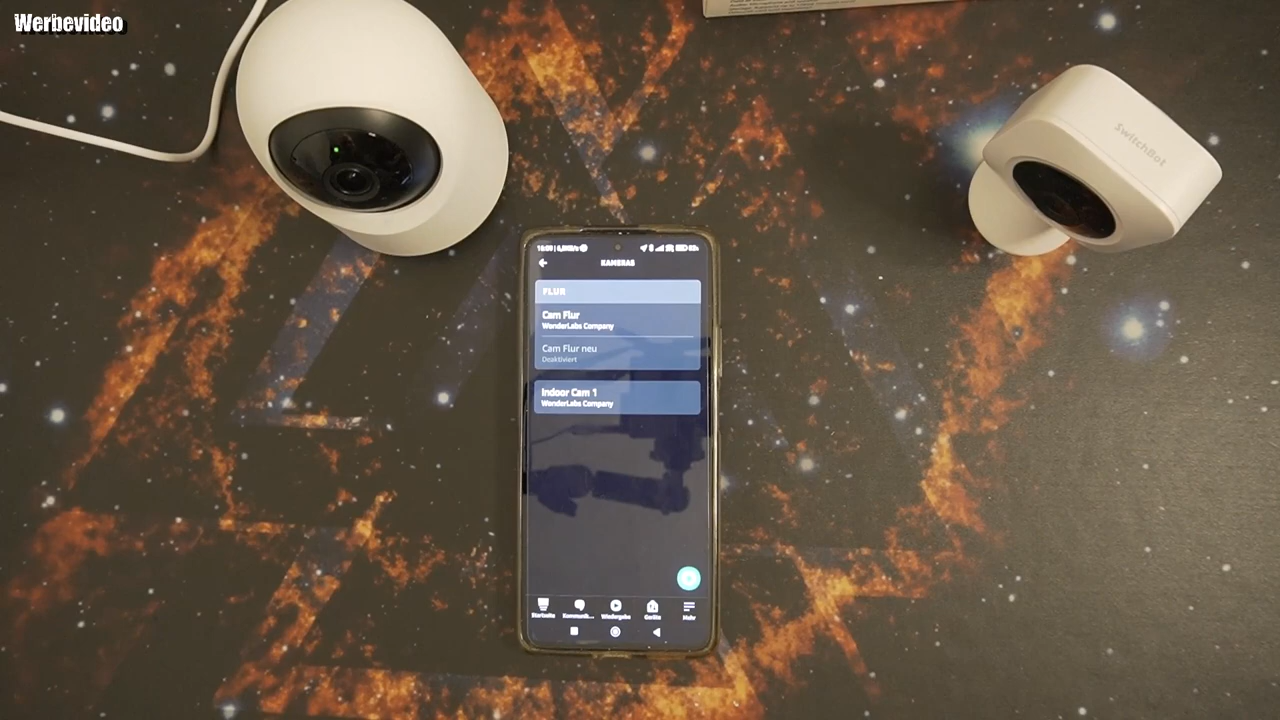 Werbevideo
SwitchBot
KAMERAS
FLUR
Cam Flur
WonderLabs Company
Cam Flur neu
Deaktiviert
Indoor Cam 1
WonderLabs Company
Startseite
Kommunik...
Wiedergabe
Geräte
Mehr